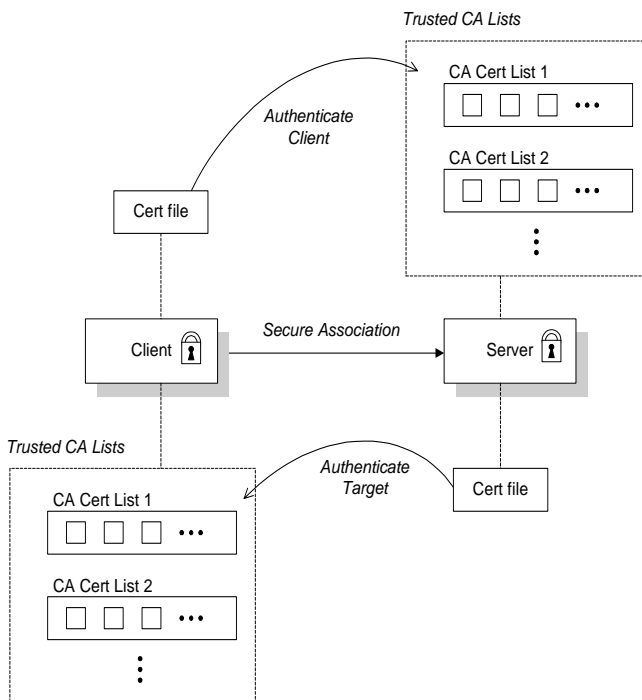 Trusted CA Lists
CA Cert List 1
Authenticate
Client
CA Cert List 2
Cert file
Secure Association
Client
Server
Trusted CA Lists
Authenticate
Target
Cert file
CA Cert List 1
CA Cert List 2